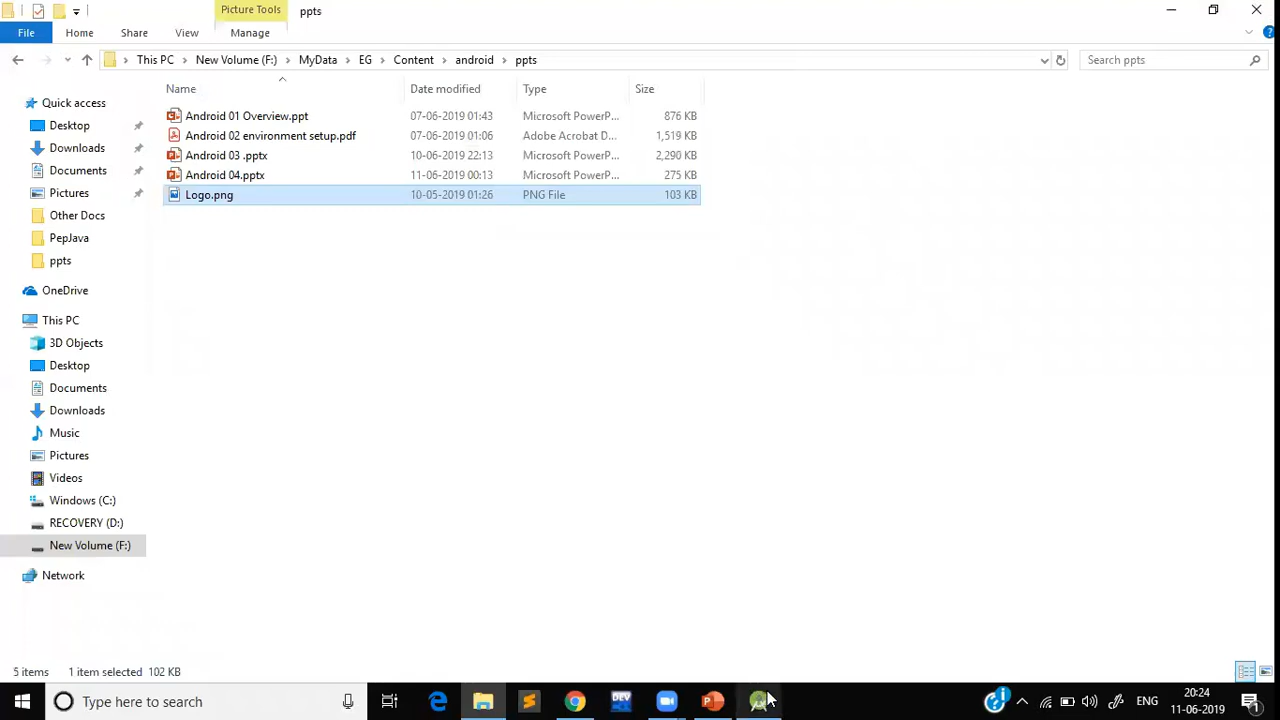 Picture Tools ppts
File Home Share View Manage
This PC New Volume (F:) MyData EG Content android ppts Search ppts
Name Date modified Type Size
Android 01 Overview.ppt 07-06-2019 01:43 Microsoft PowerP... 876 KB
Android 02 environment setup.pdf 07-06-2019 01:06 Adobe Acrobat D... 1,519 KB
Android 03 .pptx 10-06-2019 22:13 Microsoft PowerP... 2,290 KB
Android 04.pptx 11-06-2019 00:13 Microsoft PowerP... 275 KB
Logo.png 10-05-2019 01:26 PNG File 103 KB
Quick access
Desktop
Downloads
Documents
Pictures
Other Docs
PepJava
ppts
OneDrive
This PC
3D Objects
Desktop
Documents
Downloads
Music
Pictures
Videos
Windows (C:)
RECOVERY (D:)
New Volume (F:)
Network
5 items 1 item selected 102 KB
Type here to search DEV ENG 20:24
11-06-2019 1